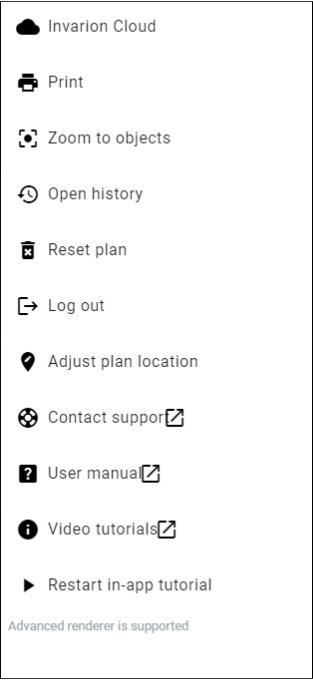 Invarion Cloud
Print
Zoom to objects
Open history
Reset plan
Log out
Adjust plan location
Contact suppor
User manual
Video tutorials
Restart in-app tutorial
Advanced renderer is supported